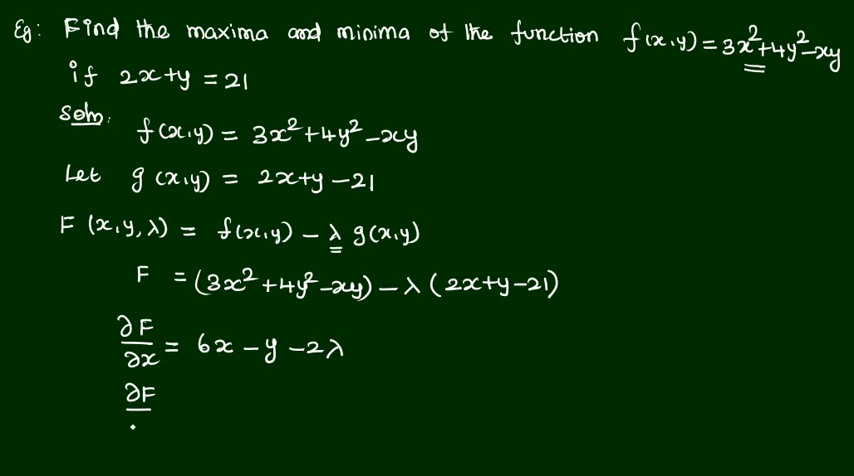 Eg: Find the maxima and minima of the function f(x,y) = 3x²+4y²-xy
if 2x+y = 21
Soln:
f(x,y) = 3x²+4y²-xy
Let g(x,y) = 2x+y-21
F(x,y,λ) = f(x,y) - λ g(x,y)
F = (3x²+4y²-xy) - λ(2x+y-21)
∂F/∂x = 6x-y-2λ
∂F